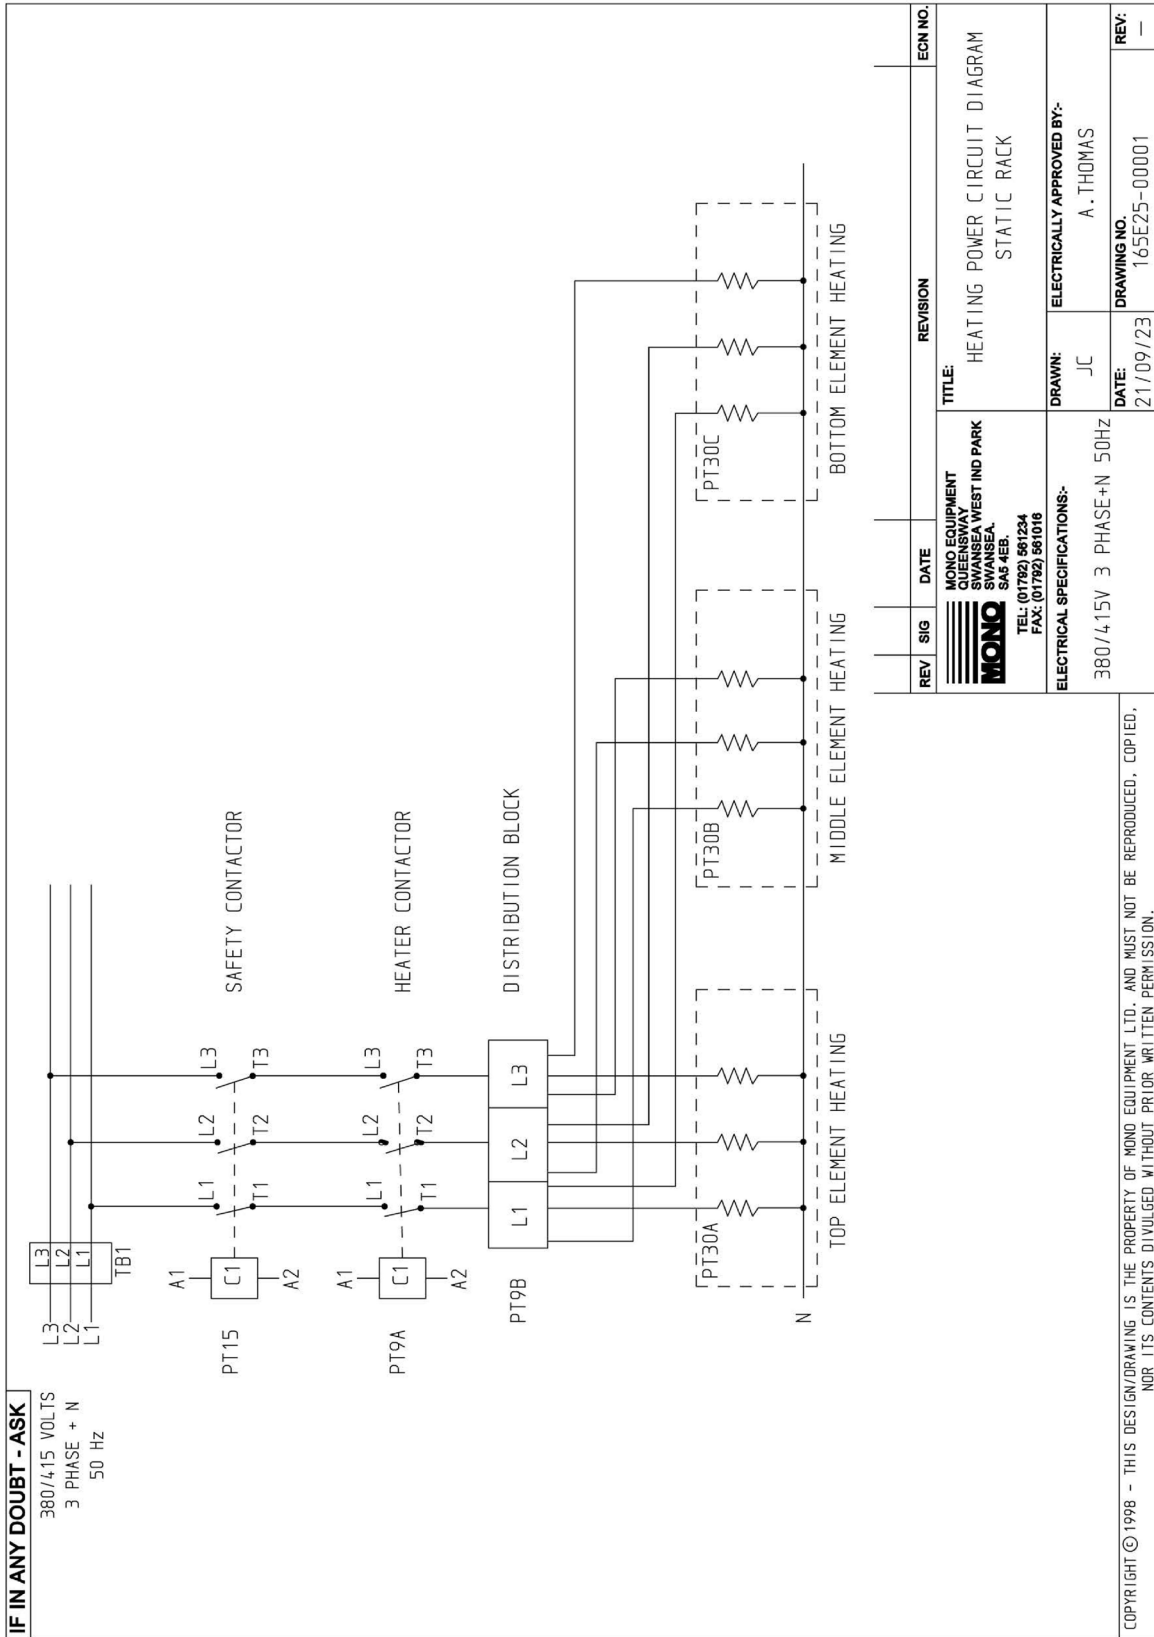 IF IN ANY DOUBT - ASK
380/415 VOLTS
3 PHASE + N
50 Hz
L3
L2
L1
L3
L2
L1
TB1
A1
C1
A2
PT15
L1
L2
L3
T1
T2
T3
SAFETY CONTACTOR
A1
C1
A2
PT9A
L1
L2
L3
T1
T2
T3
HEATER CONTACTOR
PT9B
L1
L2
L3
DISTRIBUTION BLOCK
PT30A
PT30B
PT30C
N
TOP ELEMENT HEATING
MIDDLE ELEMENT HEATING
BOTTOM ELEMENT HEATING
REV
SIG
DATE
REVISION
ECN NO.
MONO
MONO EQUIPMENT
QUEENSWAY
SWANSEA WEST IND PARK
SWANSEA.
SA5 4EB.
TEL: (01792) 561234
FAX: (01792) 561016
TITLE:
HEATING POWER CIRCUIT DIAGRAM
STATIC RACK
ELECTRICAL SPECIFICATIONS:-
380/415V 3 PHASE+N 50Hz
DRAWN:
JC
ELECTRICALLY APPROVED BY:-
A.THOMAS
DATE:
21/09/23
DRAWING NO.
165E25-00001
REV:
—
COPYRIGHT © 1998 - THIS DESIGN/DRAWING IS THE PROPERTY OF MONO EQUIPMENT LTD. AND MUST NOT BE REPRODUCED, COPIED,
NOR ITS CONTENTS DIVULGED WITHOUT PRIOR WRITTEN PERMISSION.